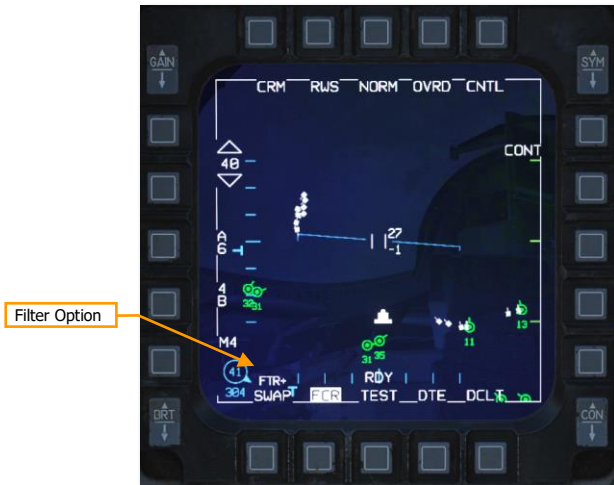 GAIN
SYM
CRM RWS NORM OVRD CNTL
40
CONT
A
6
27
-1
4
B
32 31
13
11
M4
31 35
Filter Option
41
FTR+
RDY
304 SWAP T FCR TEST DTE DCLT
BRT
CON